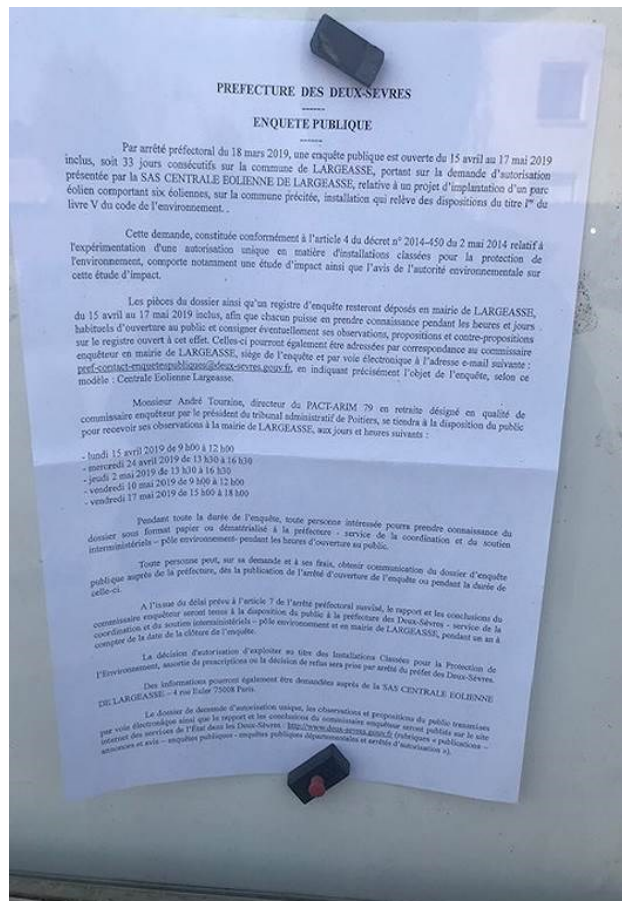 PREFECTURE DES DEUX-SEVRES
ENQUETE PUBLIQUE
Par arrêté préfectoral du 18 mars 2019, une enquête publique est ouverte du 15 avril au 17 mai 2019
inclus, soit 33 jours consécutifs sur la commune de LARGEASSE, portant sur la demande d'autorisation
présentée par la SAS CENTRALE EOLIENNE DE LARGEASSE, relative à un projet d'implantation d'un parc
éolien comportant six éoliennes, sur la commune précitée, installation qui relève des dispositions du titre Ier du
livre V du code de l'environnement. .
Cette demande, constituée conformément à l'article 4 du décret n° 2014-450 du 2 mai 2014 relatif à
l'expérimentation d'une autorisation unique en matière d'installations classées pour la protection de
l'environnement, comporte notamment une étude d'impact ainsi que l'avis de l'autorité environnementale sur
cette étude d'impact.
Les pièces du dossier ainsi qu'un registre d'enquête resteront déposés en mairie de LARGEASSE,
du 15 avril au 17 mai 2019 inclus, afin que chacun puisse en prendre connaissance pendant les heures et jours
habituels d'ouverture au public et consigner éventuellement ses observations, propositions et contre-propositions
sur le registre ouvert à cet effet. Celles-ci pourront également être adressées par correspondance au commissaire
enquêteur en mairie de LARGEASSE, siège de l'enquête et par voie électronique à l'adresse e-mail suivante :
pref-contact-enquetespubliques@deux-sevres.gouv.fr, en indiquant précisément l'objet de l'enquête, selon ce
modèle : Centrale Eolienne Largeasse.
Monsieur André Touraine, directeur du PACT-ARIM 79 en retraite désigné en qualité de
commissaire enquêteur par le président du tribunal administratif de Poitiers, se tiendra à la disposition du public
pour recevoir ses observations à la mairie de LARGEASSE, aux jours et heures suivants :
- lundi 15 avril 2019 de 9 h00 à 12 h00
- mercredi 24 avril 2019 de 13 h30 à 16 h30
- jeudi 2 mai 2019 de 13 h30 à 16 h30
- vendredi 10 mai 2019 de 9 h00 à 12 h00
- vendredi 17 mai 2019 de 15 h00 à 18 h00
Pendant toute la durée de l'enquête, toute personne intéressée pourra prendre connaissance du
dossier sous format papier ou dématérialisé à la préfecture - service de la coordination et du soutien
interministériels – pôle environnement- pendant les heures d'ouverture au public.
Toute personne peut, sur sa demande et à ses frais, obtenir communication du dossier d'enquête
publique auprès de la préfecture, dès la publication de l'arrêté d'ouverture de l'enquête ou pendant la durée de
celle-ci.
A l'issue du délai prévu à l'article 7 de l'arrêté préfectoral susvisé, le rapport et les conclusions du
commissaire enquêteur seront tenus à la disposition du public à la préfecture des Deux-Sèvres - service de la
coordination et du soutien interministériels – pôle environnement et en mairie de LARGEASSE, pendant un an à
compter de la date de la clôture de l'enquête.
La décision d'autorisation d'exploiter au titre des Installations Classées pour la Protection de
l'Environnement, assortie de prescriptions ou la décision de refus sera prise par arrêté du préfet des Deux-Sèvres.
Des informations pourront également être demandées auprès de la SAS CENTRALE EOLIENNE
DE LARGEASSE – 4 rue Euler 75008 Paris.
Le dossier de demande d'autorisation unique, les observations et propositions du public transmises
par voie électronique ainsi que le rapport et les conclusions du commissaire enquêteur seront publiés sur le site
internet des services de l'État dans les Deux-Sèvres : http://www.deux-sevres.gouv.fr (rubriques « publications –
annonces et avis – enquêtes publiques - enquêtes publiques départementales et arrêtés d'autorisation »).